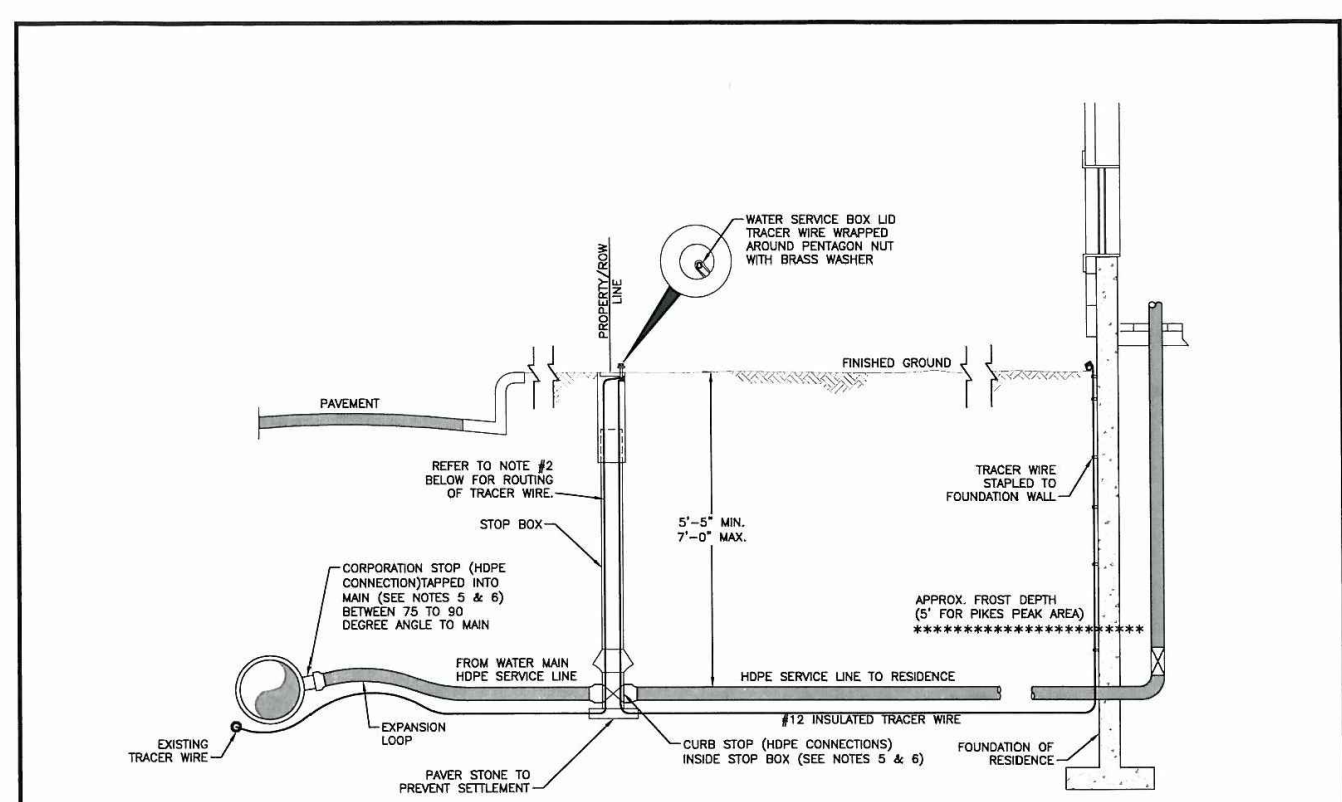 WATER SERVICE BOX LID
TRACER WIRE WRAPPED
AROUND PENTAGON NUT
WITH BRASS WASHER
PROPERTY/ROW
LINE
FINISHED GROUND
PAVEMENT
REFER TO NOTE #2
BELOW FOR ROUTING
OF TRACER WIRE.
TRACER WIRE
STAPLED TO
FOUNDATION WALL
STOP BOX
5'-5" MIN.
7'-0" MAX.
CORPORATION STOP (HDPE
CONNECTION)TAPPED INTO
MAIN (SEE NOTES 5 & 6)
BETWEEN 75 TO 90
DEGREE ANGLE TO MAIN
APPROX. FROST DEPTH
(5' FOR PIKES PEAK AREA)
**********************
FROM WATER MAIN
HDPE SERVICE LINE
HDPE SERVICE LINE TO RESIDENCE
#12 INSULATED TRACER WIRE
EXPANSION
LOOP
EXISTING
TRACER WIRE
CURB STOP (HDPE CONNECTIONS)
INSIDE STOP BOX (SEE NOTES 5 & 6)
FOUNDATION OF
RESIDENCE
PAVER STONE TO
PREVENT SETTLEMENT